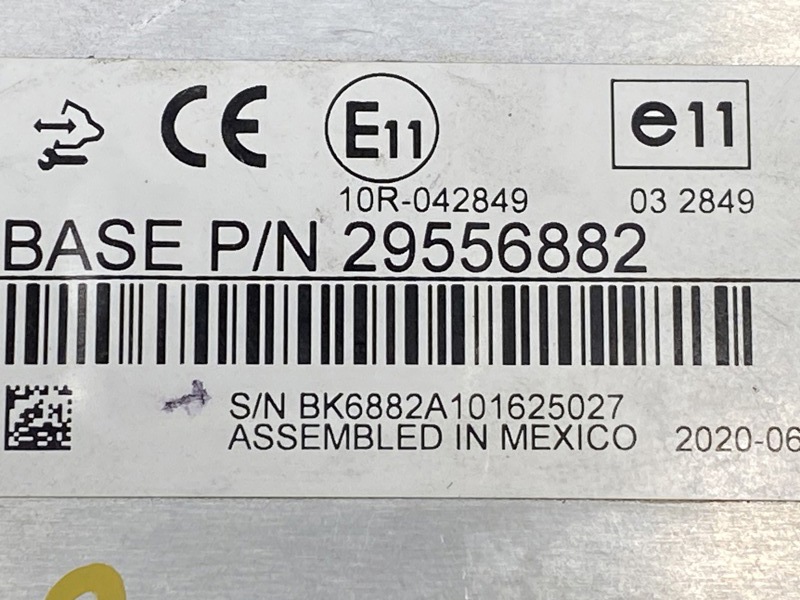 CE E11 e11
10R-042849 03 2849
BASE P/N 29556882
S/N BK6882A101625027
ASSEMBLED IN MEXICO 2020-06